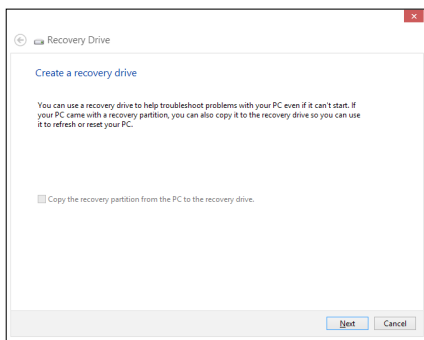 Recovery Drive
Create a recovery drive
You can use a recovery drive to help troubleshoot problems with your PC even if it can't start. If
your PC came with a recovery partition, you can also copy it to the recovery drive so you can use
it to refresh or reset your PC.
Copy the recovery partition from the PC to the recovery drive.
Next Cancel